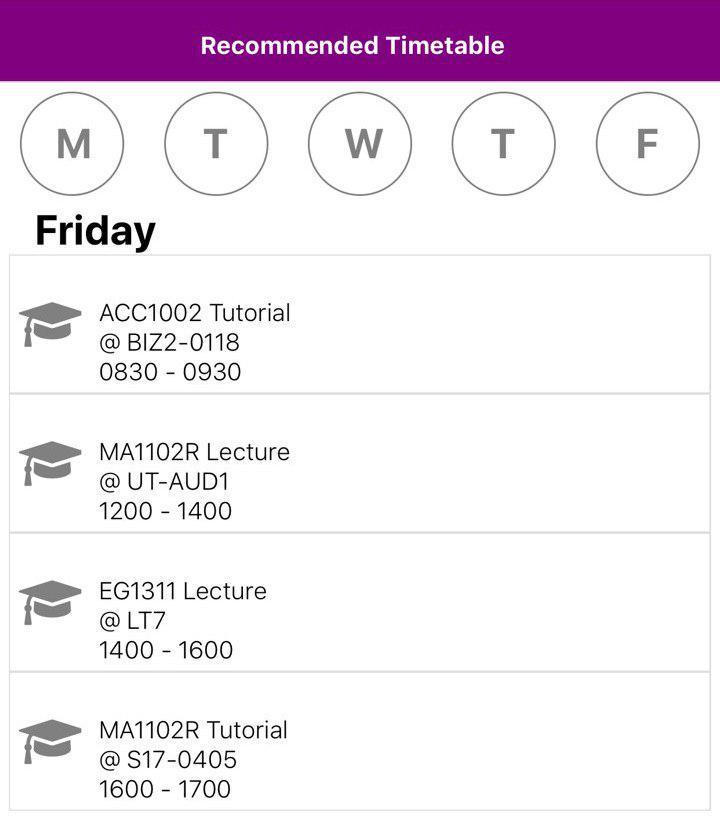 Recommended Timetable
M T W T F
Friday
ACC1002 Tutorial
@ BIZ2-0118
0830 - 0930
MA1102R Lecture
@ UT-AUD1
1200 - 1400
EG1311 Lecture
@ LT7
1400 - 1600
MA1102R Tutorial
@ S17-0405
1600 - 1700